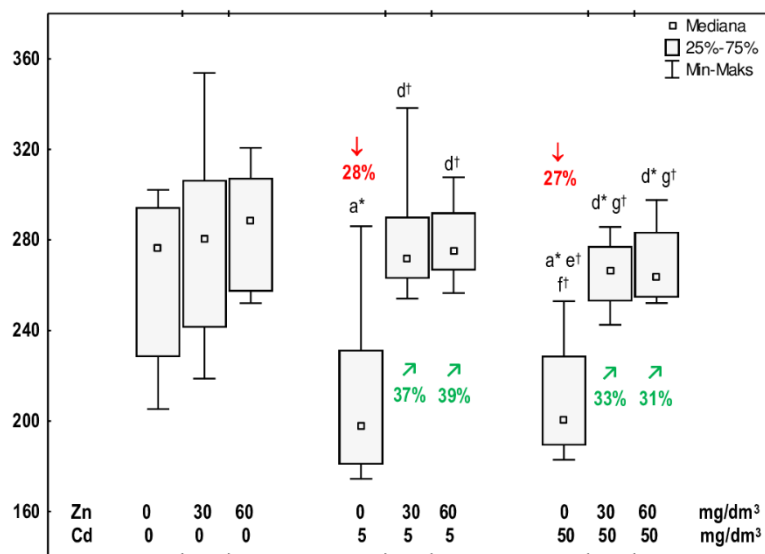 360
320
280
240
200
160
Mediana
25%-75%
Min-Maks
↓
28%
a*
d†
d†
↗
37%
↗
39%
↓
27%
a* e†
f†
d* g†
d* g†
↗
33%
↗
31%
Zn 0 30 60 0 30 60 0 30 60 mg/dm³
Cd 0 0 0 5 5 5 50 50 50 mg/dm³